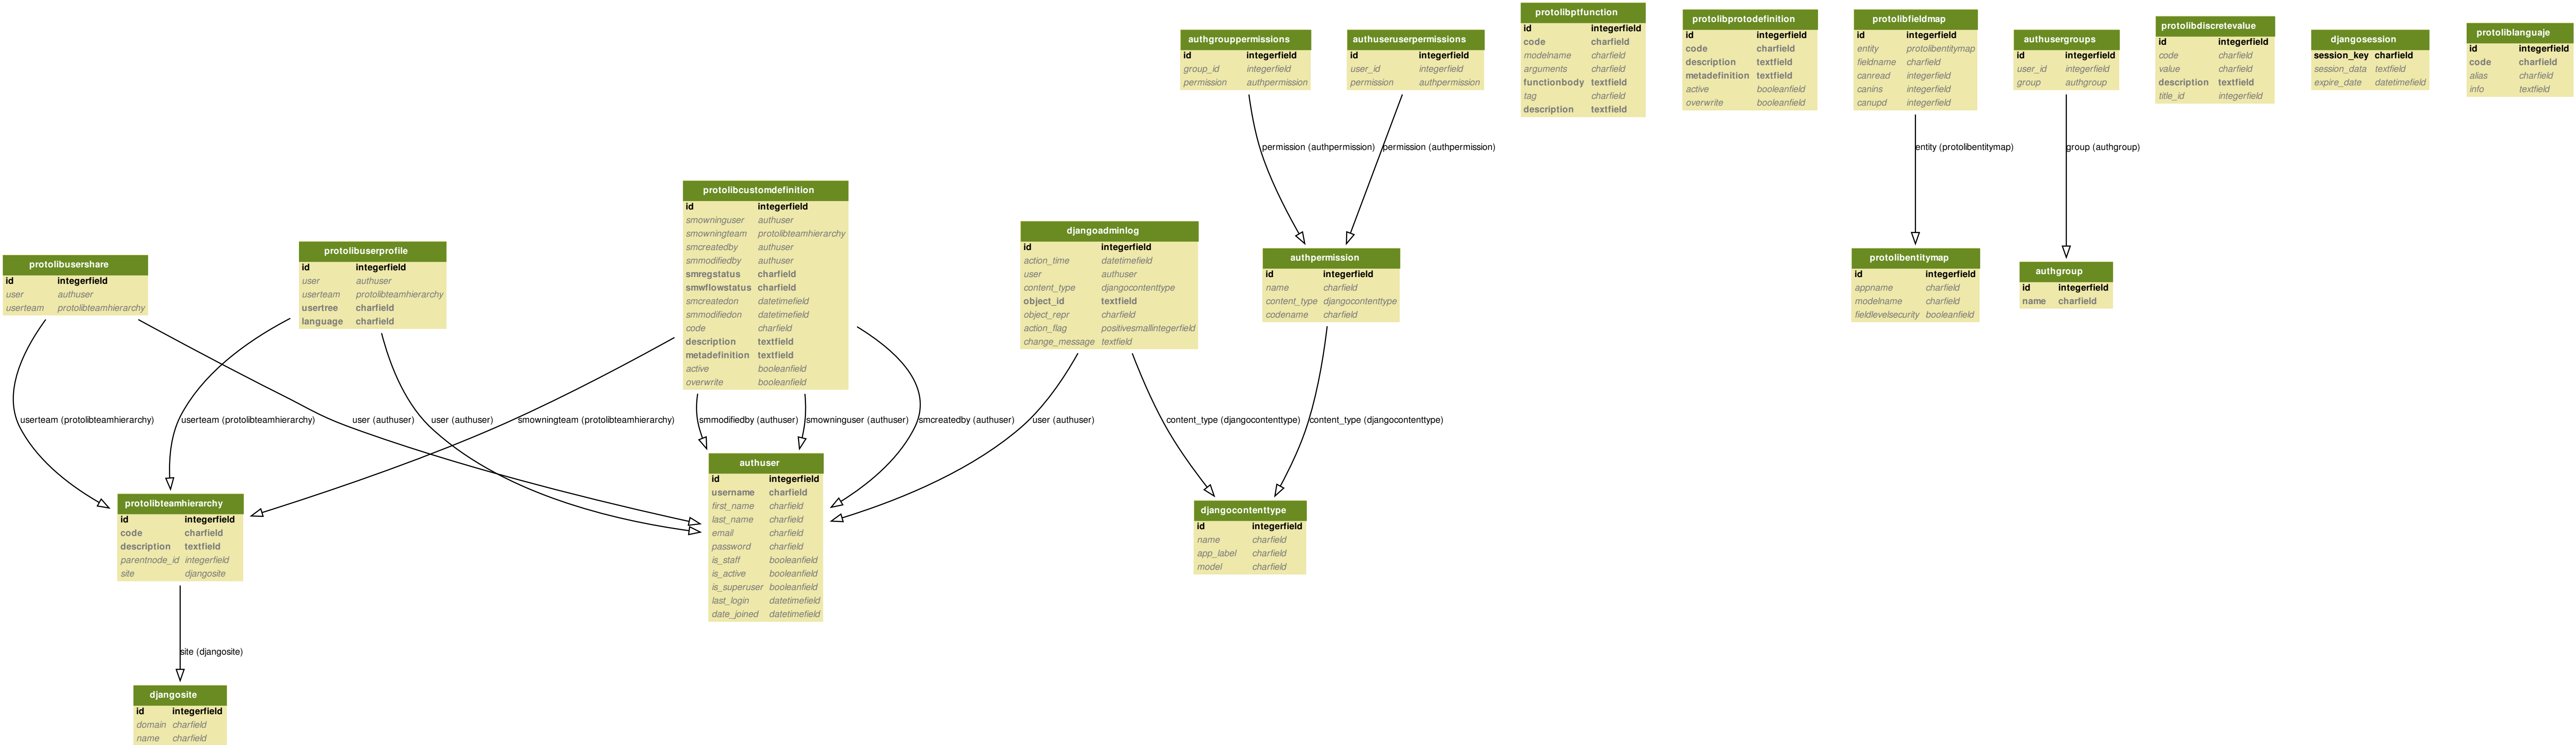 authgrouppermissions
id integerfield
group_id integerfield
permission authpermission
authuseruserpermissions
id integerfield
user_id integerfield
permission authpermission
protolibptfunction
id integerfield
code charfield
modelname charfield
arguments charfield
functionbody textfield
tag charfield
description textfield
protolibprotodefinition
id integerfield
code charfield
description textfield
metadefinition textfield
active booleanfield
overwrite booleanfield
protolibfieldmap
id integerfield
entity protolibentitymap
fieldname charfield
canread integerfield
canins integerfield
canupd integerfield
authusergroups
id integerfield
user_id integerfield
group authgroup
protolibdiscretevalue
id integerfield
code charfield
value charfield
description textfield
title_id integerfield
djangosession
session_key charfield
session_data textfield
expire_date datetimefield
protoliblanguaje
id integerfield
code charfield
alias charfield
info textfield
permission (authpermission)
permission (authpermission)
entity (protolibentitymap)
group (authgroup)
protolibusershare
id integerfield
user authuser
userteam protolibteamhierarchy
protolibuserprofile
id integerfield
user authuser
userteam protolibteamhierarchy
usertree charfield
language charfield
protolibcustomdefinition
id integerfield
smowninguser authuser
smowningteam protolibteamhierarchy
smcreatedby authuser
smmodifiedby authuser
smregstatus charfield
smwflowstatus charfield
smcreatedon datetimefield
smmodifiedon datetimefield
code charfield
description textfield
metadefinition textfield
active booleanfield
overwrite booleanfield
djangoadminlog
id integerfield
action_time datetimefield
user authuser
content_type djangocontenttype
object_id textfield
object_repr charfield
action_flag positivesmallintegerfield
change_message textfield
authpermission
id integerfield
name charfield
content_type djangocontenttype
codename charfield
protolibentitymap
id integerfield
appname charfield
modelname charfield
fieldlevelsecurity booleanfield
authgroup
id integerfield
name charfield
userteam (protolibteamhierarchy)
userteam (protolibteamhierarchy)
user (authuser)
user (authuser)
smowningteam (protolibteamhierarchy)
smmodifiedby (authuser)
smowninguser (authuser)
smcreatedby (authuser)
user (authuser)
content_type (djangocontenttype)
content_type (djangocontenttype)
protolibteamhierarchy
id integerfield
code charfield
description textfield
parentnode_id integerfield
site djangosite
authuser
id integerfield
username charfield
first_name charfield
last_name charfield
email charfield
password charfield
is_staff booleanfield
is_active booleanfield
is_superuser booleanfield
last_login datetimefield
date_joined datetimefield
djangocontenttype
id integerfield
name charfield
app_label charfield
model charfield
site (djangosite)
djangosite
id integerfield
domain charfield
name charfield